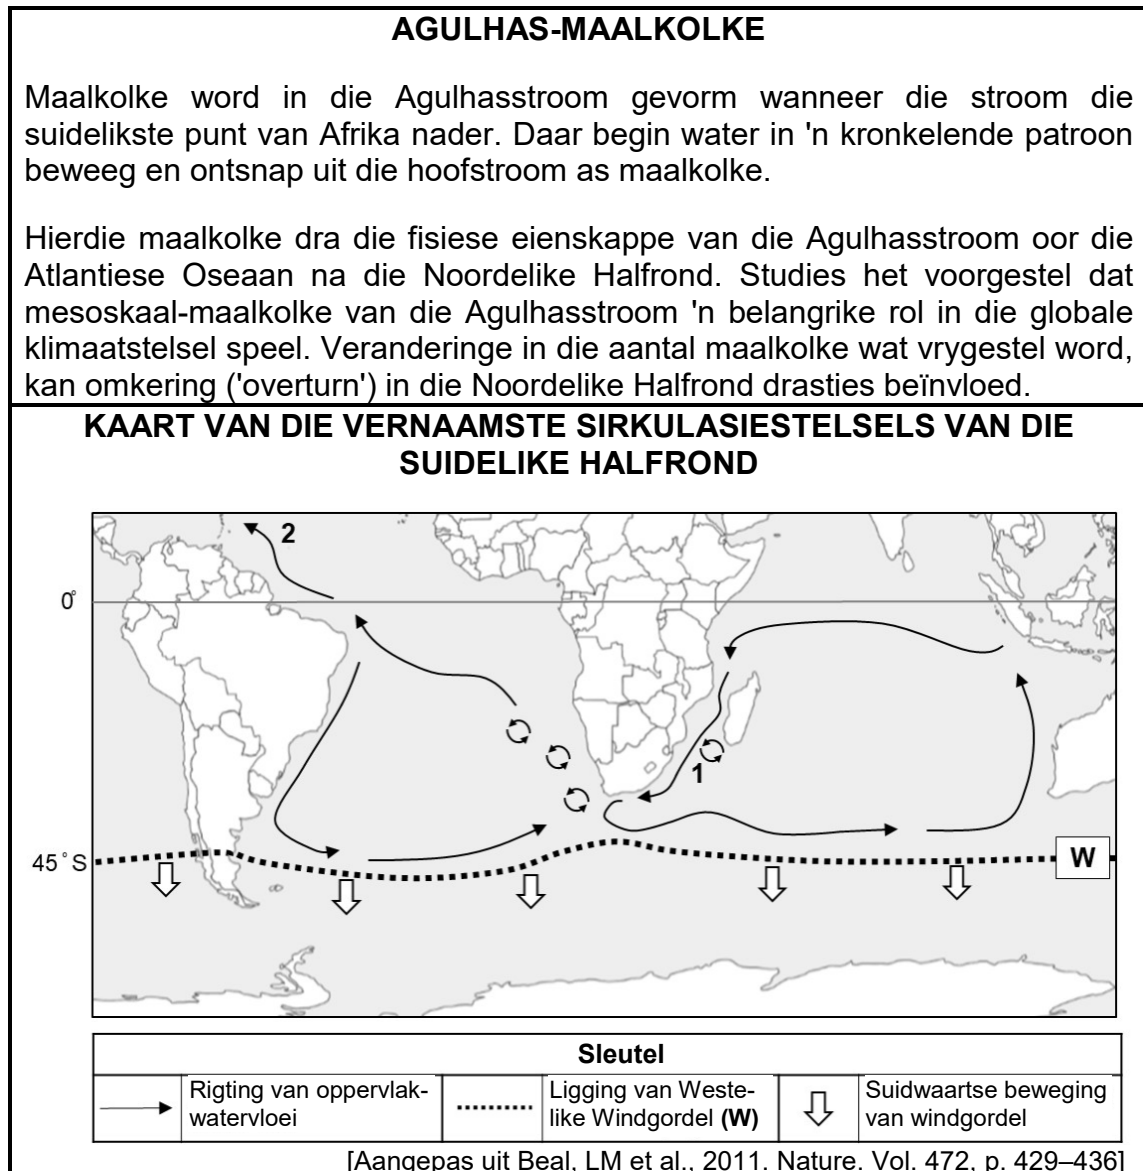 AGULHAS-MAALKOLKE
Maalkolke word in die Agulhasstroom gevorm wanneer die stroom die
suidelikste punt van Afrika nader. Daar begin water in 'n kronkelende patroon
beweeg en ontsnap uit die hoofstroom as maalkolke.
Hierdie maalkolke dra die fisiese eienskappe van die Agulhasstroom oor die
Atlantiese Oseaan na die Noordelike Halfrond. Studies het voorgestel dat
mesoskaal-maalkolke van die Agulhasstroom 'n belangrike rol in die globale
klimaatstelsel speel. Veranderinge in die aantal maalkolke wat vrygestel word,
kan omkering ('overturn') in die Noordelike Halfrond drasties beïnvloed.
KAART VAN DIE VERNAAMSTE SIRKULASIESTELSELS VAN DIE
SUIDELIKE HALFROND
2
0°
1
45°S
W
Sleutel
Rigting van oppervlak-
watervloei
Ligging van Weste-
like Windgordel (W)
Suidwaartse beweging
van windgordel
[Aangepas uit Beal, LM et al., 2011. Nature. Vol. 472, p. 429–436]